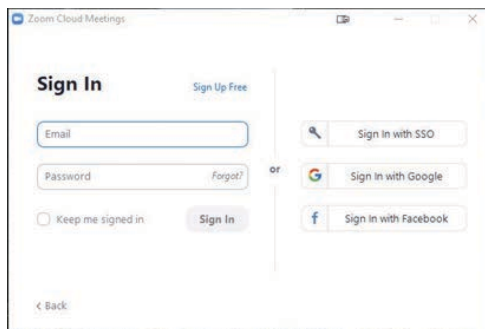 Zoom Cloud Meetings
Sign In
Sign Up Free
Email
Password
Forgot?
Keep me signed in
Sign In
or
Sign In with SSO
Sign In with Google
Sign In with Facebook
< Back